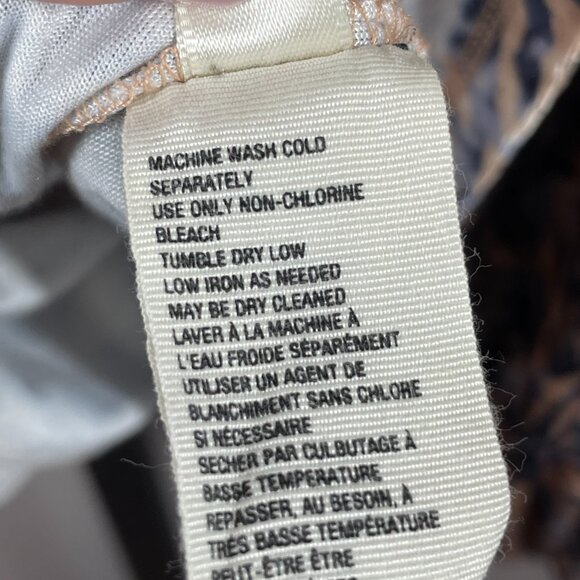 MACHINE WASH COLD
SEPARATELY
USE ONLY NON-CHLORINE
BLEACH
TUMBLE DRY LOW
LOW IRON AS NEEDED
MAY BE DRY CLEANED
LAVER À LA MACHINE À
L'EAU FROIDE SÉPARÉMENT
UTILISER UN AGENT DE
BLANCHIMENT SANS CHLORE
SI NÉCESSAIRE
SECHER PAR CULBUTAGE À
BASSE TEMPERATURE
REPASSER, AU BESOIN, À
TRÈS BASSE TEMPÉRATURE
PEUT-ÊTRE ÊTRE